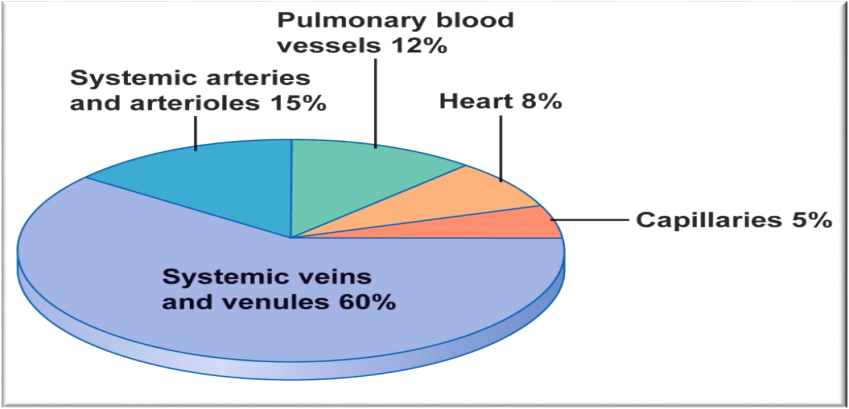 Pulmonary blood
vessels 12%
Systemic arteries
and arterioles 15%
Heart 8%
Capillaries 5%
Systemic veins
and venules 60%